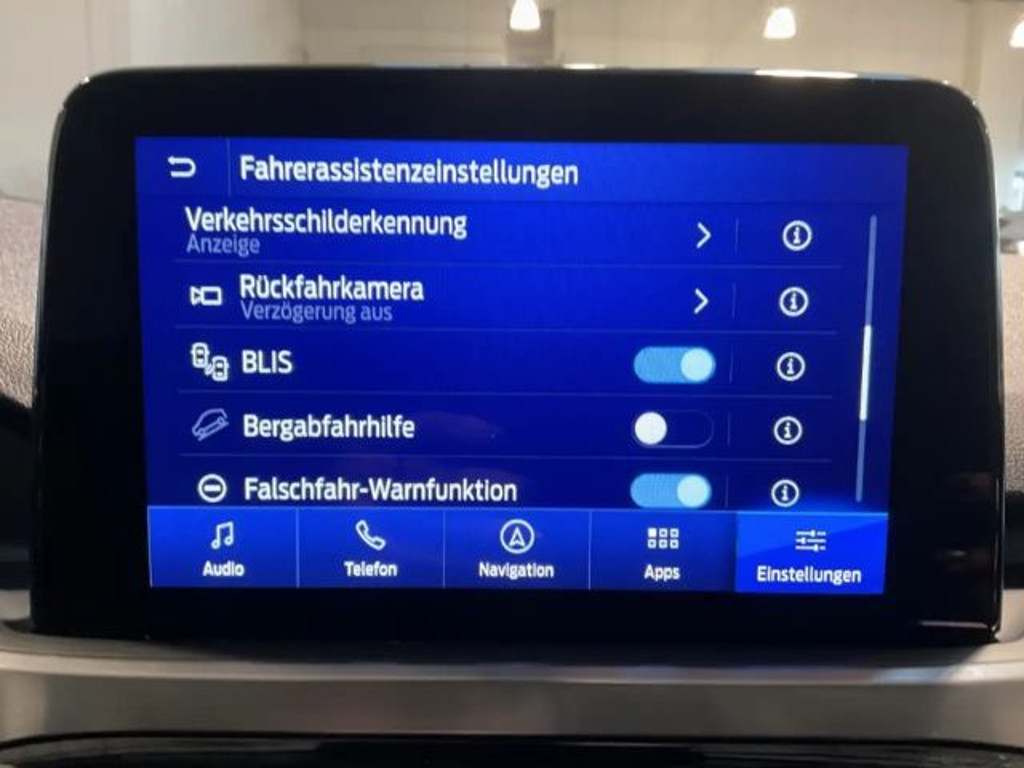 Fahrerassistenzeinstellungen
Verkehrsschilderkennung
Anzeige
Rückfahrkamera
Verzögerung aus
BLIS
Bergabfahrhilfe
Falschfahr-Warnfunktion
Audio
Telefon
Navigation
Apps
Einstellungen